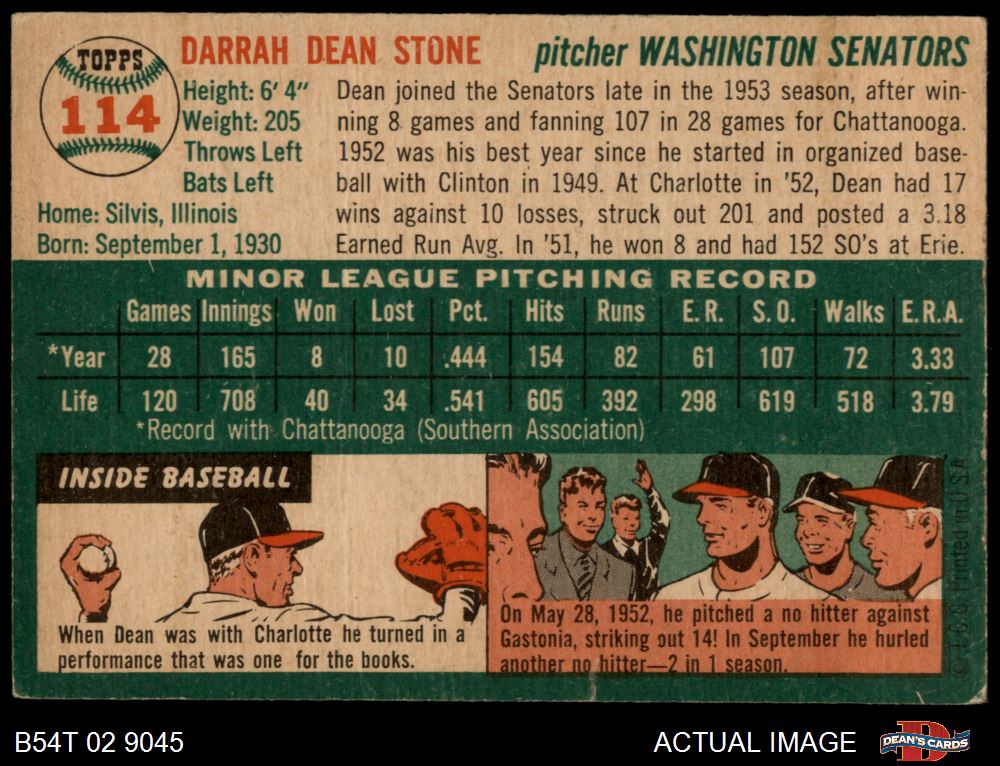 TOPPS
114
DARRAH DEAN STONE
pitcher WASHINGTON SENATORS
Height: 6' 4"
Weight: 205
Throws Left
Bats Left
Home: Silvis, Illinois
Born: September 1, 1930
Dean joined the Senators late in the 1953 season, after win-
ning 8 games and fanning 107 in 28 games for Chattanooga.
1952 was his best year since he started in organized base-
ball with Clinton in 1949. At Charlotte in '52, Dean had 17
wins against 10 losses, struck out 201 and posted a 3.18
Earned Run Avg. In '51, he won 8 and had 152 SO's at Erie.
MINOR LEAGUE PITCHING RECORD
Games Innings Won Lost Pct. Hits Runs E.R. S.O. Walks E.R.A.
*Year 28 165 8 10 .444 154 82 61 107 72 3.33
Life 120 708 40 34 .541 605 392 298 619 518 3.79
*Record with Chattanooga (Southern Association)
INSIDE BASEBALL
When Dean was with Charlotte he turned in a
performance that was one for the books.
On May 28, 1952, he pitched a no hitter against
Gastonia, striking out 14! In September he hurled
another no hitter—2 in 1 season.
© T.C.G. Printed in U.S.A.
B54T 02 9045
ACTUAL IMAGE
DEAN'S CARDS